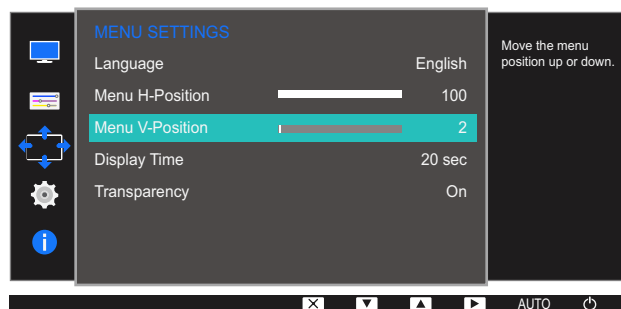 MENU SETTINGS
Language English
Menu H-Position 100
Menu V-Position 2
Display Time 20 sec
Transparency On
Move the menu
position up or down.
AUTO